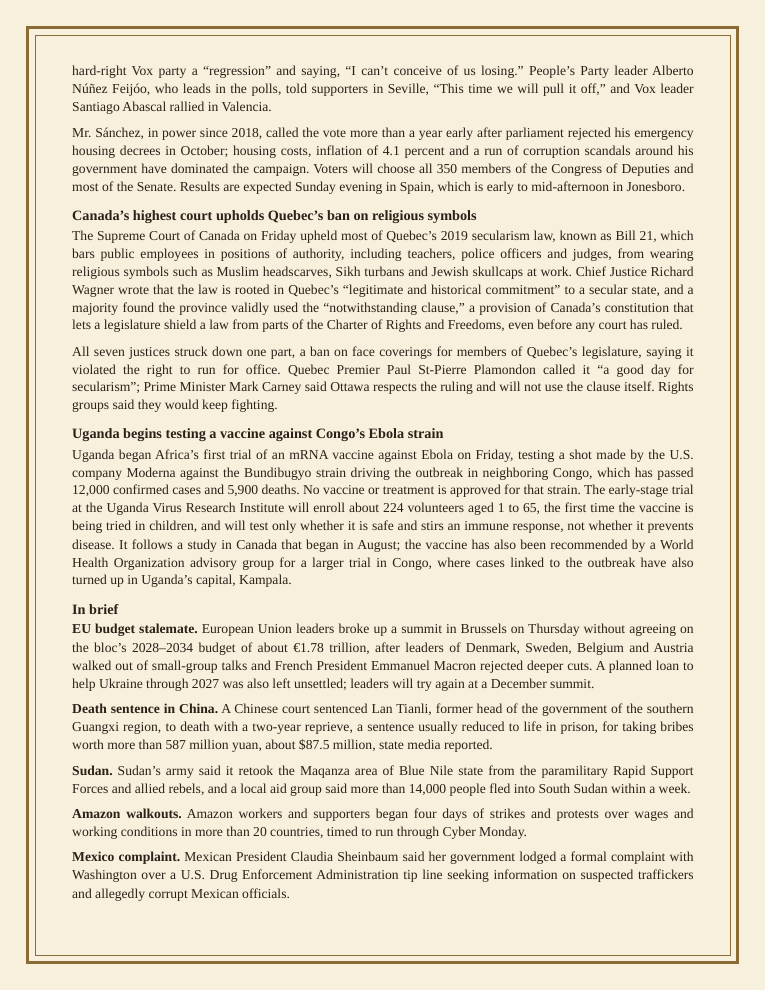 hard-right Vox party a “regression” and saying, “I can’t conceive of us losing.” People’s Party leader Alberto
Núñez Feijóo, who leads in the polls, told supporters in Seville, “This time we will pull it off,” and Vox leader
Santiago Abascal rallied in Valencia.
Mr. Sánchez, in power since 2018, called the vote more than a year early after parliament rejected his emergency
housing decrees in October; housing costs, inflation of 4.1 percent and a run of corruption scandals around his
government have dominated the campaign. Voters will choose all 350 members of the Congress of Deputies and
most of the Senate. Results are expected Sunday evening in Spain, which is early to mid-afternoon in Jonesboro.
Canada’s highest court upholds Quebec’s ban on religious symbols
The Supreme Court of Canada on Friday upheld most of Quebec’s 2019 secularism law, known as Bill 21, which
bars public employees in positions of authority, including teachers, police officers and judges, from wearing
religious symbols such as Muslim headscarves, Sikh turbans and Jewish skullcaps at work. Chief Justice Richard
Wagner wrote that the law is rooted in Quebec’s “legitimate and historical commitment” to a secular state, and a
majority found the province validly used the “notwithstanding clause,” a provision of Canada’s constitution that
lets a legislature shield a law from parts of the Charter of Rights and Freedoms, even before any court has ruled.
All seven justices struck down one part, a ban on face coverings for members of Quebec’s legislature, saying it
violated the right to run for office. Quebec Premier Paul St-Pierre Plamondon called it “a good day for
secularism”; Prime Minister Mark Carney said Ottawa respects the ruling and will not use the clause itself. Rights
groups said they would keep fighting.
Uganda begins testing a vaccine against Congo’s Ebola strain
Uganda began Africa’s first trial of an mRNA vaccine against Ebola on Friday, testing a shot made by the U.S.
company Moderna against the Bundibugyo strain driving the outbreak in neighboring Congo, which has passed
12,000 confirmed cases and 5,900 deaths. No vaccine or treatment is approved for that strain. The early-stage trial
at the Uganda Virus Research Institute will enroll about 224 volunteers aged 1 to 65, the first time the vaccine is
being tried in children, and will test only whether it is safe and stirs an immune response, not whether it prevents
disease. It follows a study in Canada that began in August; the vaccine has also been recommended by a World
Health Organization advisory group for a larger trial in Congo, where cases linked to the outbreak have also
turned up in Uganda’s capital, Kampala.
In brief
EU budget stalemate. European Union leaders broke up a summit in Brussels on Thursday without agreeing on
the bloc’s 2028–2034 budget of about €1.78 trillion, after leaders of Denmark, Sweden, Belgium and Austria
walked out of small-group talks and French President Emmanuel Macron rejected deeper cuts. A planned loan to
help Ukraine through 2027 was also left unsettled; leaders will try again at a December summit.
Death sentence in China. A Chinese court sentenced Lan Tianli, former head of the government of the southern
Guangxi region, to death with a two-year reprieve, a sentence usually reduced to life in prison, for taking bribes
worth more than 587 million yuan, about $87.5 million, state media reported.
Sudan. Sudan’s army said it retook the Maqanza area of Blue Nile state from the paramilitary Rapid Support
Forces and allied rebels, and a local aid group said more than 14,000 people fled into South Sudan within a week.
Amazon walkouts. Amazon workers and supporters began four days of strikes and protests over wages and
working conditions in more than 20 countries, timed to run through Cyber Monday.
Mexico complaint. Mexican President Claudia Sheinbaum said her government lodged a formal complaint with
Washington over a U.S. Drug Enforcement Administration tip line seeking information on suspected traffickers
and allegedly corrupt Mexican officials.